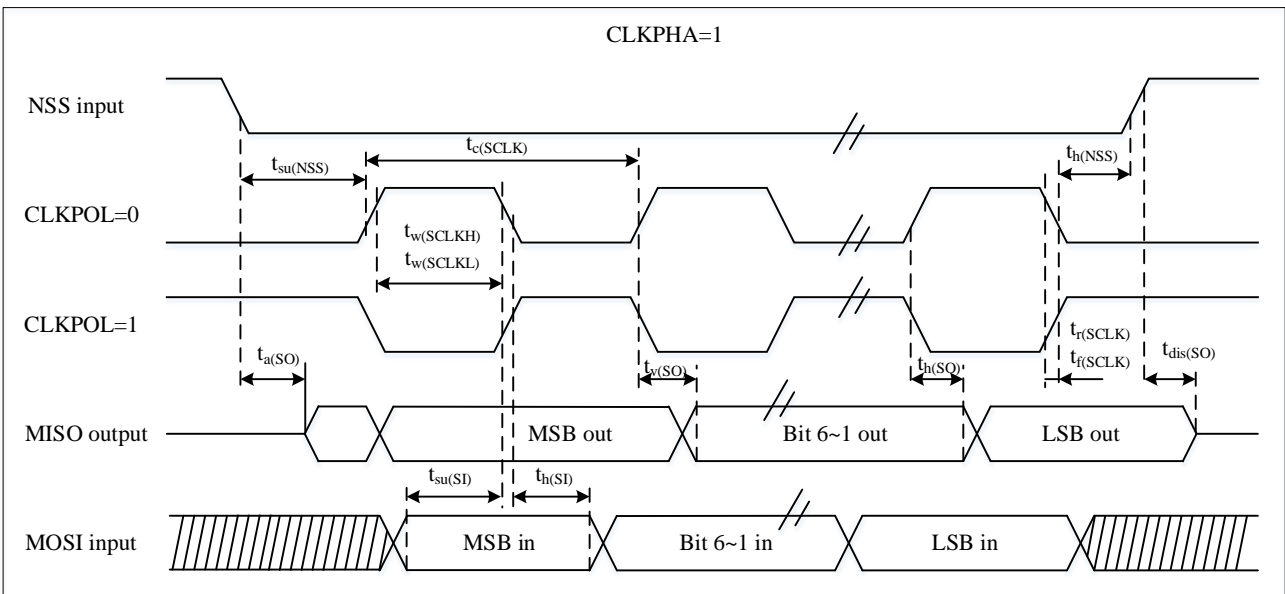 CLKPHA=1
NSS input
tc(SCLK)
tsu(NSS)
th(NSS)
CLKPOL=0
tw(SCLKH)
tw(SCLKL)
CLKPOL=1
ta(SO)
tv(SO)
th(SO)
tr(SCLK)
tf(SCLK)
tdis(SO)
MISO output
MSB out
Bit 6~1 out
LSB out
tsu(SI)
th(SI)
MOSI input
MSB in
Bit 6~1 in
LSB in